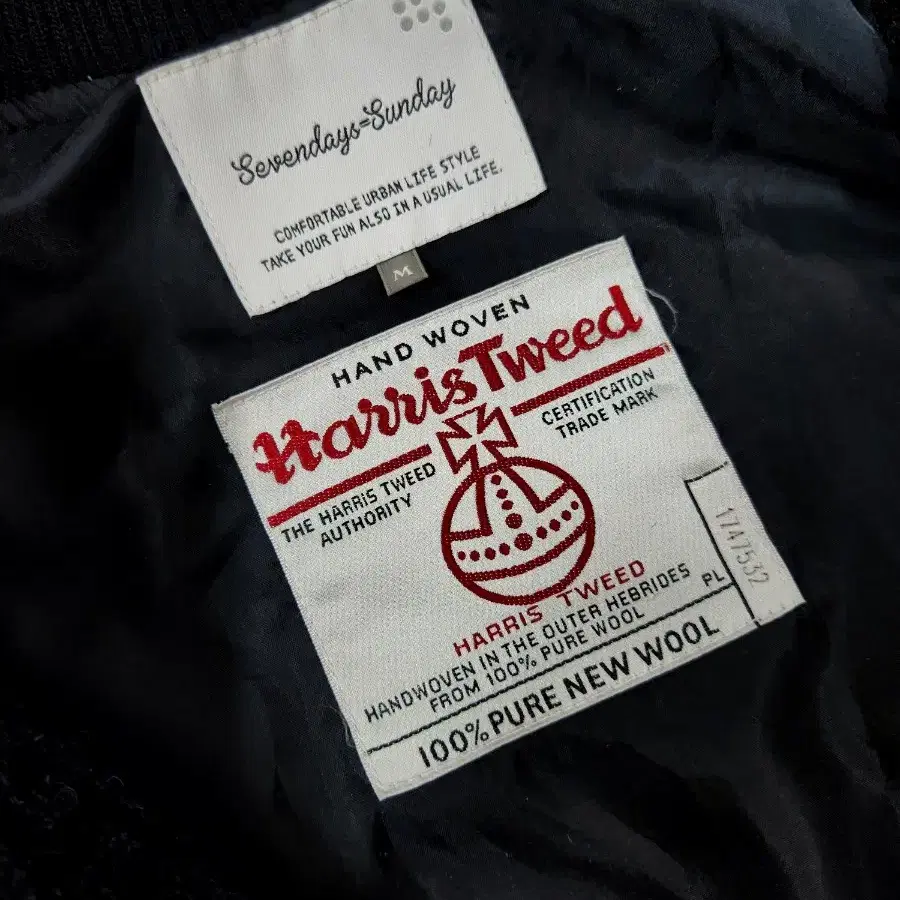 Sevendays=Sunday
COMFORTABLE URBAN LIFE STYLE
TAKE YOUR FUN ALSO IN A USUAL LIFE.
M
HAND WOVEN
Harris Tweed
CERTIFICATION
TRADE MARK
THE HARRIS TWEED
AUTHORITY
1747532
HARRIS TWEED
HANDWOVEN IN THE OUTER HEBRIDES PL
FROM 100% PURE WOOL
100% PURE NEW WOOL